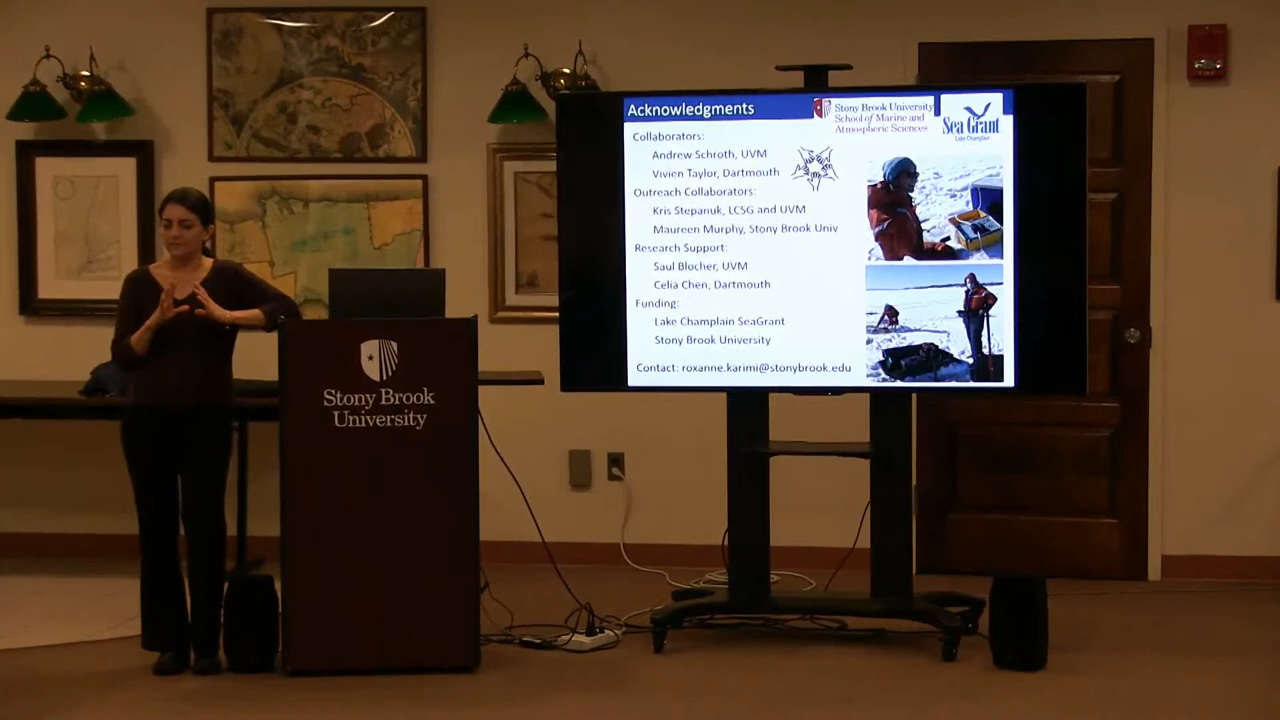 Acknowledgments
Stony Brook University
School of Marine and
Atmospheric Sciences
Sea Grant
Lake Champlain
Collaborators:
Andrew Schroth, UVM
Vivien Taylor, Dartmouth
Outreach Collaborators:
Kris Stepanuk, LCSG and UVM
Maureen Murphy, Stony Brook Univ
Research Support:
Saul Blocher, UVM
Celia Chen, Dartmouth
Funding:
Lake Champlain SeaGrant
Stony Brook University
Contact: roxanne.karimi@stonybrook.edu
Stony Brook
University